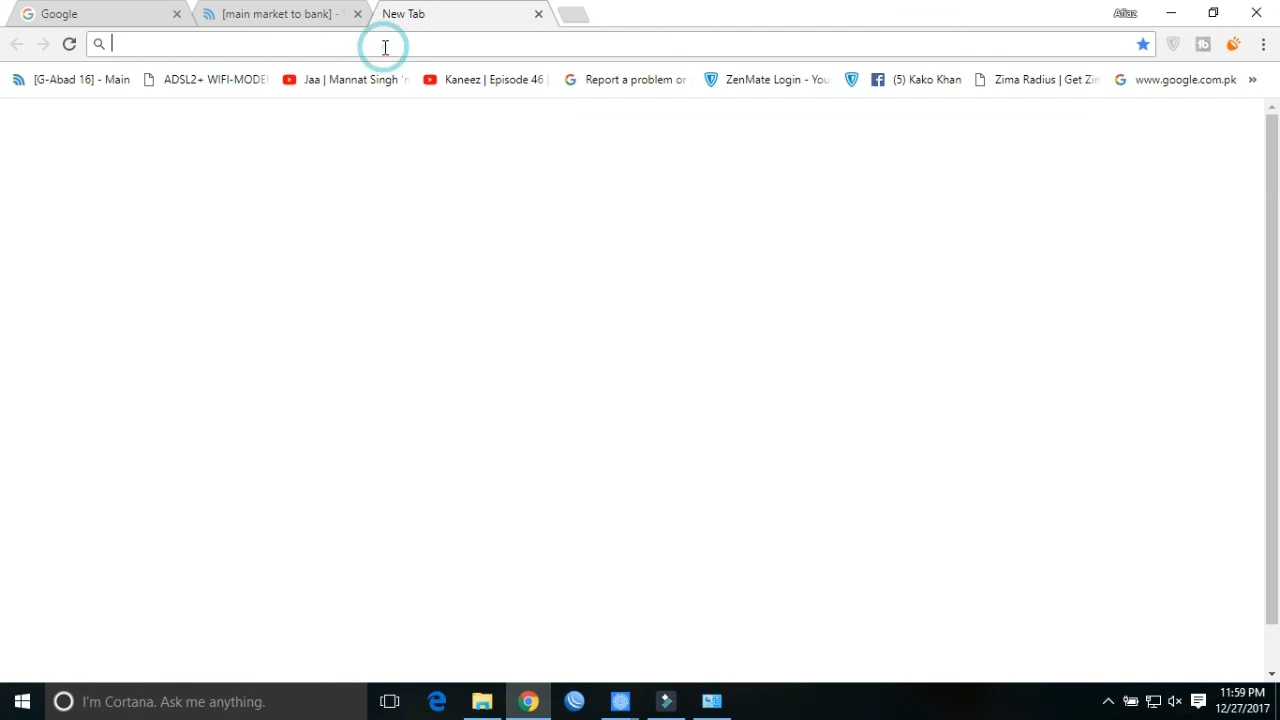 Google
[main market to bank] -
New Tab
Afiaz
[G-Abad 16] - Main
ADSL2+ WIFI-MODE
Jaa | Mannat Singh 'n
Kaneez | Episode 46 |
Report a problem or
ZenMate Login - You
(5) Kako Khan
Zima Radius | Get Zin
www.google.com.pk
»
I'm Cortana. Ask me anything.
11:59 PM
12/27/2017